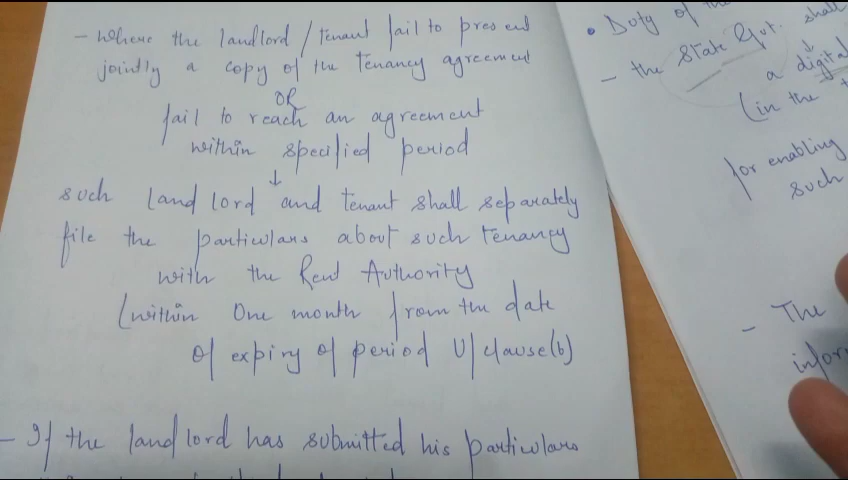 - Where the landlord / tenant fail to present
jointly a copy of the tenancy agreement
OR
fail to reach an agreement
within specified period
↓
such landlord and tenant shall separately
file the particulars about such tenancy
with the Rent Authority
(within One month from the date
of expiry of period U/clause(b)
- If the landlord has submitted his particulars
• Duty of the
- the State Govt. shall
a digital
(in the
for enabling
such
- The